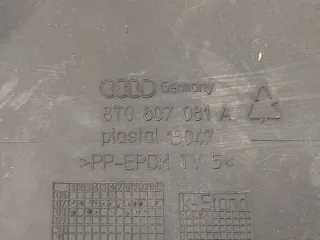 Germany
8T0 807 081 A
plastal 15047
>PP-EPDM TV 5<
K-Stand